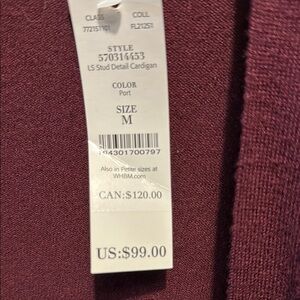 CLASS COLL
STYLE
570314453
LS Stud Detail Cardigan
COLOR
Port
SIZE
M
Also in Petite sizes at
WHBM.com
CAN:$120.00
US:$99.00